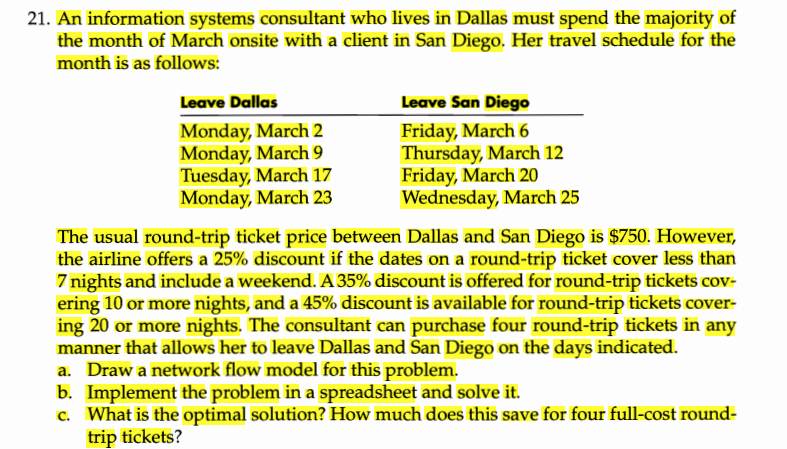 21. An information systems consultant who lives in Dallas must spend the majority of
the month of March onsite with a client in San Diego. Her travel schedule for the
month is as follows:
Leave Dallas Leave San Diego
Monday, March 2 Friday, March 6
Monday, March 9 Thursday, March 12
Tuesday, March 17 Friday, March 20
Monday, March 23 Wednesday, March 25
The usual round-trip ticket price between Dallas and San Diego is $750. However,
the airline offers a 25% discount if the dates on a round-trip ticket cover less than
7 nights and include a weekend. A 35% discount is offered for round-trip tickets cov-
ering 10 or more nights, and a 45% discount is available for round-trip tickets cover-
ing 20 or more nights. The consultant can purchase four round-trip tickets in any
manner that allows her to leave Dallas and San Diego on the days indicated.
a. Draw a network flow model for this problem.
b. Implement the problem in a spreadsheet and solve it.
c. What is the optimal solution? How much does this save for four full-cost round-
trip tickets?